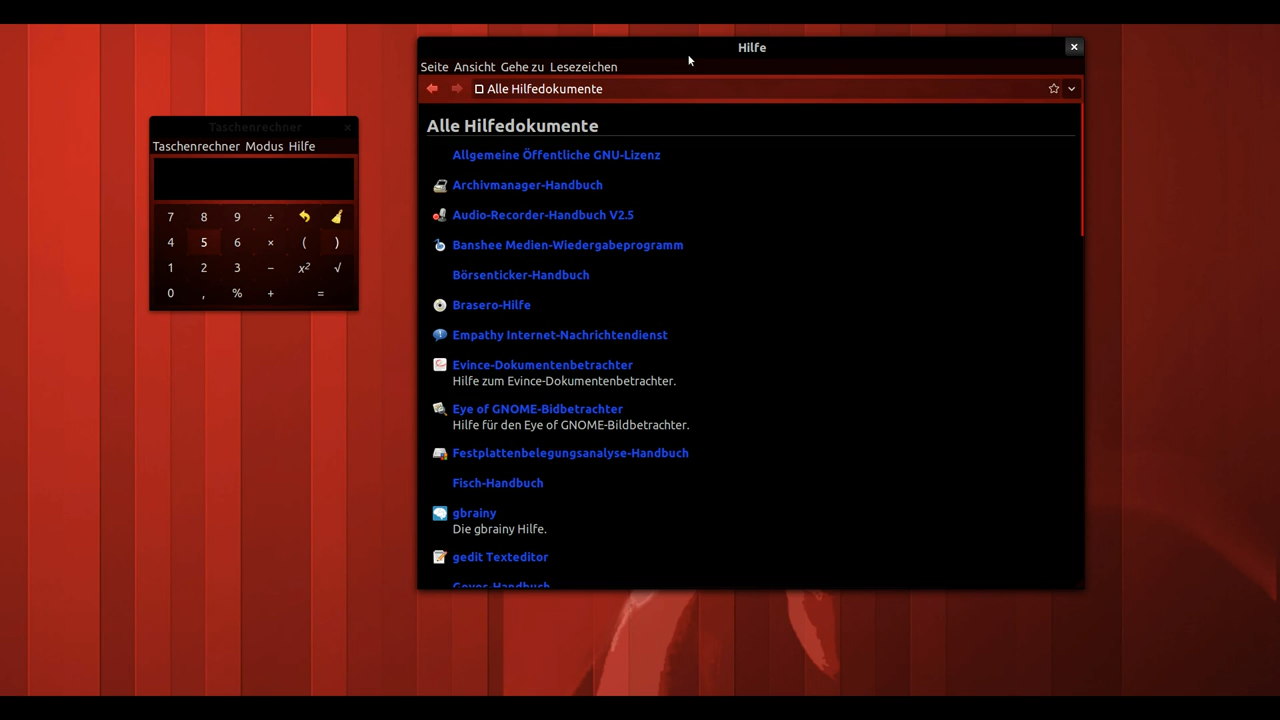 Hilfe
Seite Ansicht Gehe zu Lesezeichen
Alle Hilfedokumente
Alle Hilfedokumente
Allgemeine Öffentliche GNU-Lizenz
Archivmanager-Handbuch
Audio-Recorder-Handbuch V2.5
Banshee Medien-Wiedergabeprogramm
Börsenticker-Handbuch
Brasero-Hilfe
Empathy Internet-Nachrichtendienst
Evince-Dokumentenbetrachter
Hilfe zum Evince-Dokumentenbetrachter.
Eye of GNOME-Bidbetrachter
Hilfe für den Eye of GNOME-Bildbetrachter.
Festplattenbelegungsanalyse-Handbuch
Fisch-Handbuch
gbrainy
Die gbrainy Hilfe.
gedit Texteditor
Taschenrechner
Taschenrechner Modus Hilfe
7 8 9 ÷
4 5 6 × ( )
1 2 3 − x² √
0 , % + =